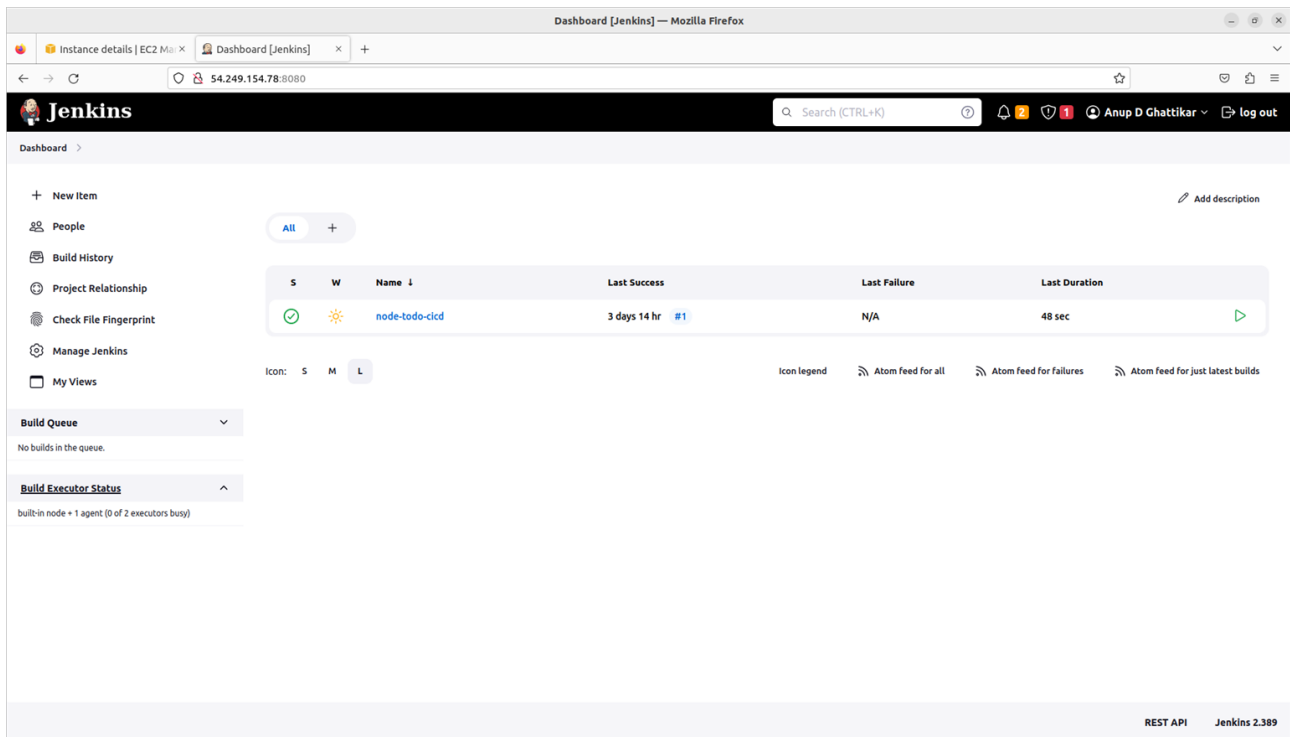 Dashboard [Jenkins] — Mozilla Firefox
Instance details | EC2 Ma
Dashboard [Jenkins]
54.249.154.78:8080
Jenkins
Search (CTRL+K)
2
1
Anup D Ghattikar
log out
Dashboard
New Item
People
Build History
Project Relationship
Check File Fingerprint
Manage Jenkins
My Views
Build Queue
No builds in the queue.
Build Executor Status
built-in node + 1 agent (0 of 2 executors busy)
Add description
All
S W Name ↓ Last Success Last Failure Last Duration
node-todo-cicd 3 days 14 hr #1 N/A 48 sec
Icon: S M L
Icon legend Atom feed for all Atom feed for failures Atom feed for just latest builds
REST API Jenkins 2.389